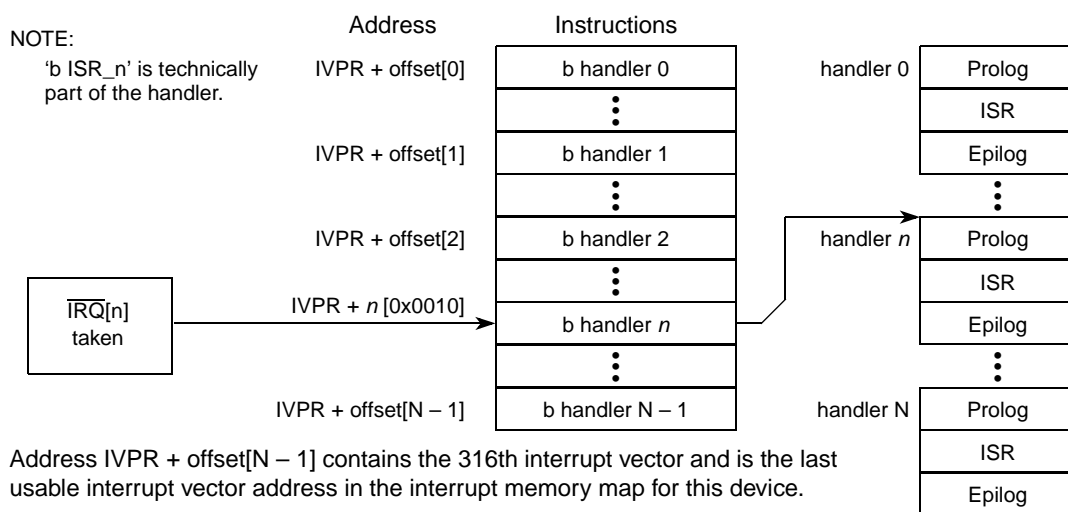 Address
Instructions
NOTE:
‘b ISR_n’ is technically
part of the handler.
IVPR + offset[0]
b handler 0
IVPR + offset[1]
b handler 1
IVPR + offset[2]
b handler 2
IRQ[n]
taken
IVPR + n [0x0010]
b handler n
IVPR + offset[N – 1]
b handler N – 1
handler 0
Prolog
ISR
Epilog
handler n
Prolog
ISR
Epilog
handler N
Prolog
ISR
Epilog
Address IVPR + offset[N – 1] contains the 316th interrupt vector and is the last
usable interrupt vector address in the interrupt memory map for this device.